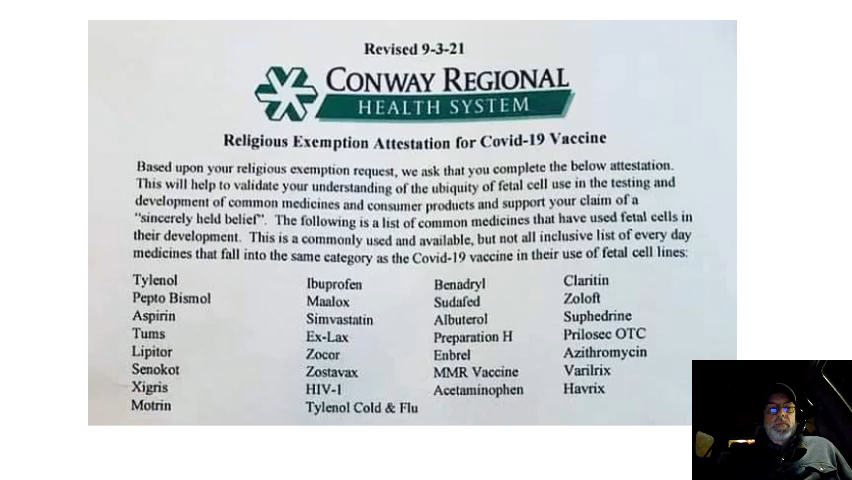 Revised 9-3-21
CONWAY REGIONAL
HEALTH SYSTEM
Religious Exemption Attestation for Covid-19 Vaccine
Based upon your religious exemption request, we ask that you complete the below attestation.
This will help to validate your understanding of the ubiquity of fetal cell use in the testing and
development of common medicines and consumer products and support your claim of a
"sincerely held belief". The following is a list of common medicines that have used fetal cells in
their development. This is a commonly used and available, but not all inclusive list of every day
medicines that fall into the same category as the Covid-19 vaccine in their use of fetal cell lines:
Tylenol
Pepto Bismol
Aspirin
Tums
Lipitor
Senokot
Xigris
Motrin
Ibuprofen
Maalox
Simvastatin
Ex-Lax
Zocor
Zostavax
HIV-1
Tylenol Cold & Flu
Benadryl
Sudafed
Albuterol
Preparation H
Enbrel
MMR Vaccine
Acetaminophen
Claritin
Zoloft
Suphedrine
Prilosec OTC
Azithromycin
Varilrix
Havrix